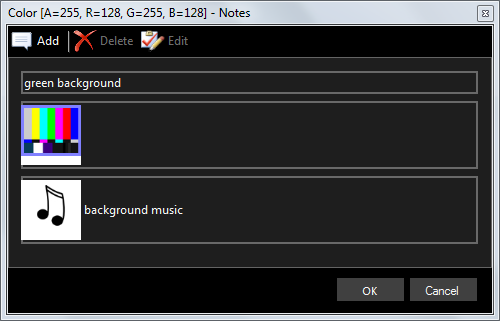 Color [A=255, R=128, G=255, B=128] - Notes
Add Delete Edit
green background
background music
OK Cancel